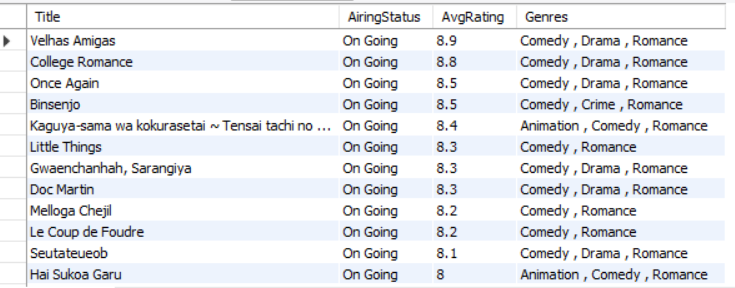 Title AiringStatus AvgRating Genres
Velhas Amigas On Going 8.9 Comedy , Drama , Romance
College Romance On Going 8.8 Comedy , Drama , Romance
Once Again On Going 8.5 Comedy , Drama , Romance
Binsenjo On Going 8.5 Comedy , Crime , Romance
Kaguya-sama wa kokurasetai ~ Tensai tachi no ... On Going 8.4 Animation , Comedy , Romance
Little Things On Going 8.3 Comedy , Romance
Gwaenchanhah, Sarangiya On Going 8.3 Comedy , Drama , Romance
Doc Martin On Going 8.3 Comedy , Drama , Romance
Melloga Chejil On Going 8.2 Comedy , Romance
Le Coup de Foudre On Going 8.2 Comedy , Romance
Seutateueob On Going 8.1 Comedy , Drama , Romance
Hai Sukoa Garu On Going 8 Animation , Comedy , Romance